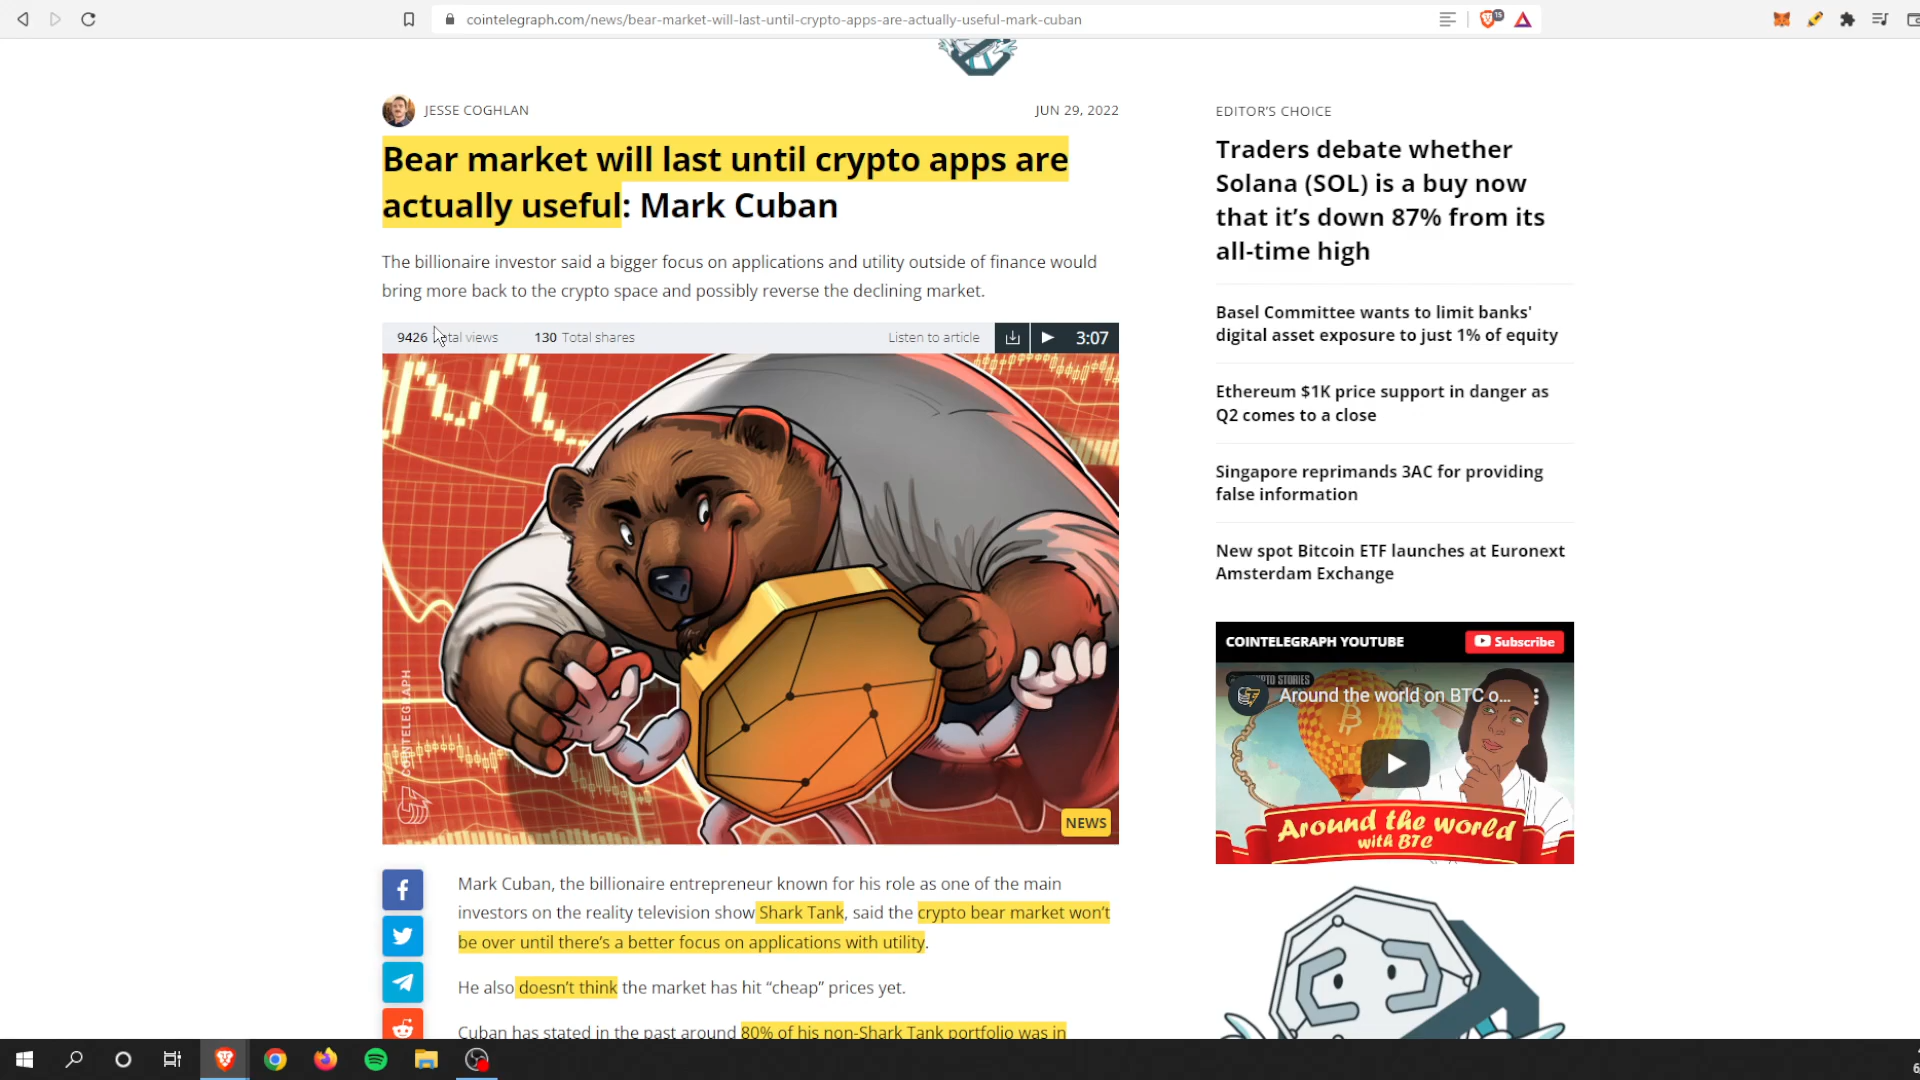 cointelegraph.com/news/bear-market-will-last-until-crypto-apps-are-actually-useful-mark-cuban
15
JESSE COGHLAN
JUN 29, 2022
Bear market will last until crypto apps are
actually useful: Mark Cuban
The billionaire investor said a bigger focus on applications and utility outside of finance would
bring more back to the crypto space and possibly reverse the declining market.
9426 Total views
130 Total shares
Listen to article
3:07
COINTELEGRAPH
NEWS
Mark Cuban, the billionaire entrepreneur known for his role as one of the main
investors on the reality television show Shark Tank, said the crypto bear market won't
be over until there's a better focus on applications with utility.
He also doesn't think the market has hit “cheap” prices yet.
Cuban has stated in the past around 80% of his non-Shark Tank portfolio was in
EDITOR'S CHOICE
Traders debate whether
Solana (SOL) is a buy now
that it's down 87% from its
all-time high
Basel Committee wants to limit banks'
digital asset exposure to just 1% of equity
Ethereum $1K price support in danger as
Q2 comes to a close
Singapore reprimands 3AC for providing
false information
New spot Bitcoin ETF launches at Euronext
Amsterdam Exchange
COINTELEGRAPH YOUTUBE
Subscribe
STORIES
Around the world on BTC o...
Around the world
with BTC